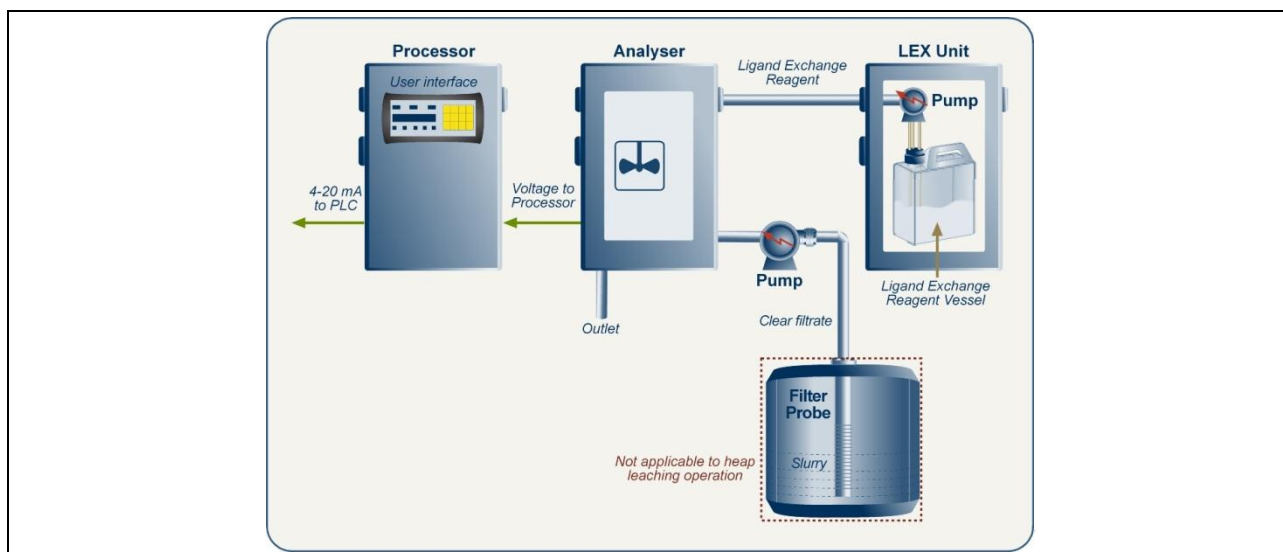 Processor
User interface
4-20 mA
to PLC
Analyser
Voltage to
Processor
Outlet
Ligand Exchange
Reagent
LEX Unit
Pump
Ligand Exchange
Reagent Vessel
Pump
Clear filtrate
Filter
Probe
Slurry
Not applicable to heap
leaching operation